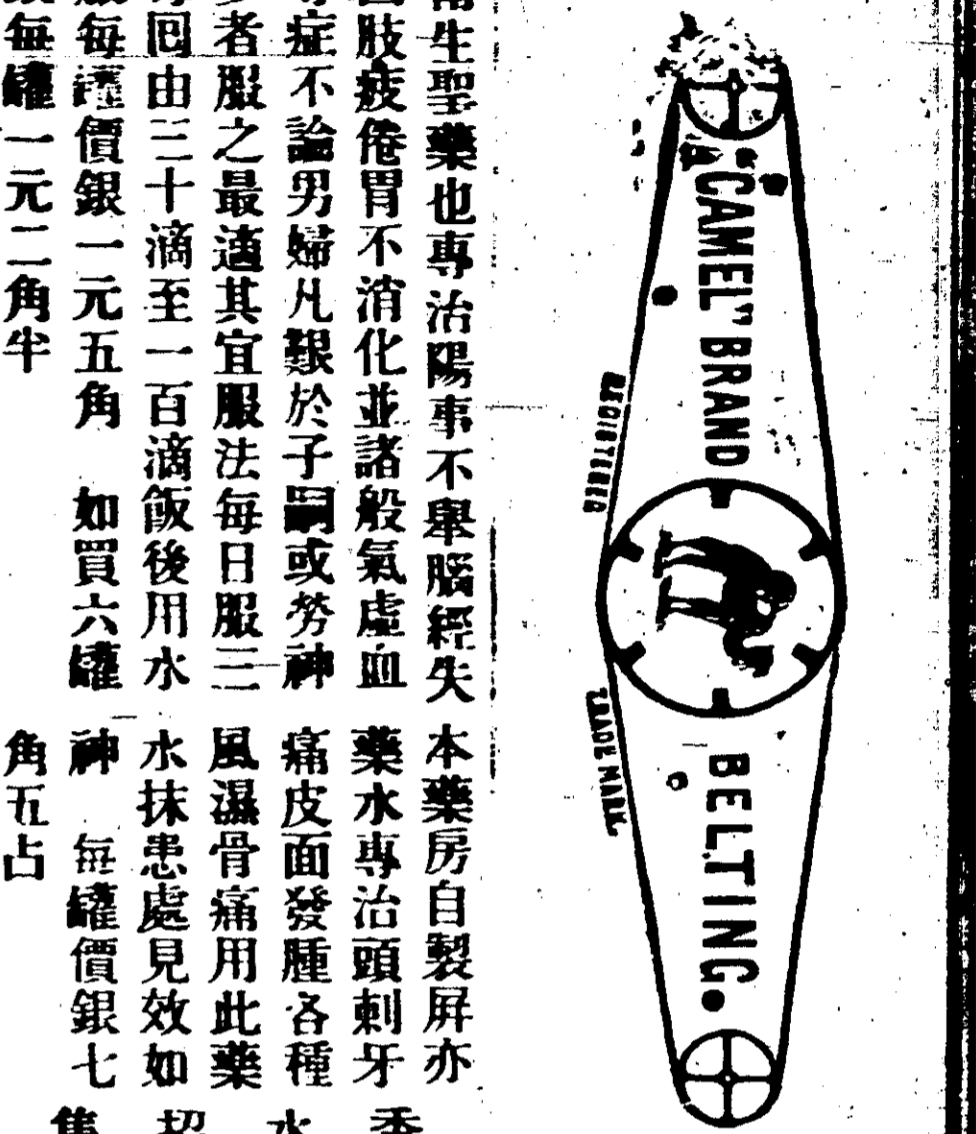 "CAMEL" BRAND BELTING.
REGISTERED
TRADE MARK
生聖藥也專治陽事不舉腦經失
肢疲倦胃不消化並諸般氣虛血
症不論男婦凡艱於子嗣或勞神
者服之最適其宜服法每日服三
回由三十滴至一百滴飯後用水
每罐價銀一元五角 如買六罐
每罐一元二角半
本藥房自製屏亦
藥水專治頭刺牙
痛皮面發腫各種
風濕骨痛用此藥
水抹患處見效如
神 每罐價銀七
角五占